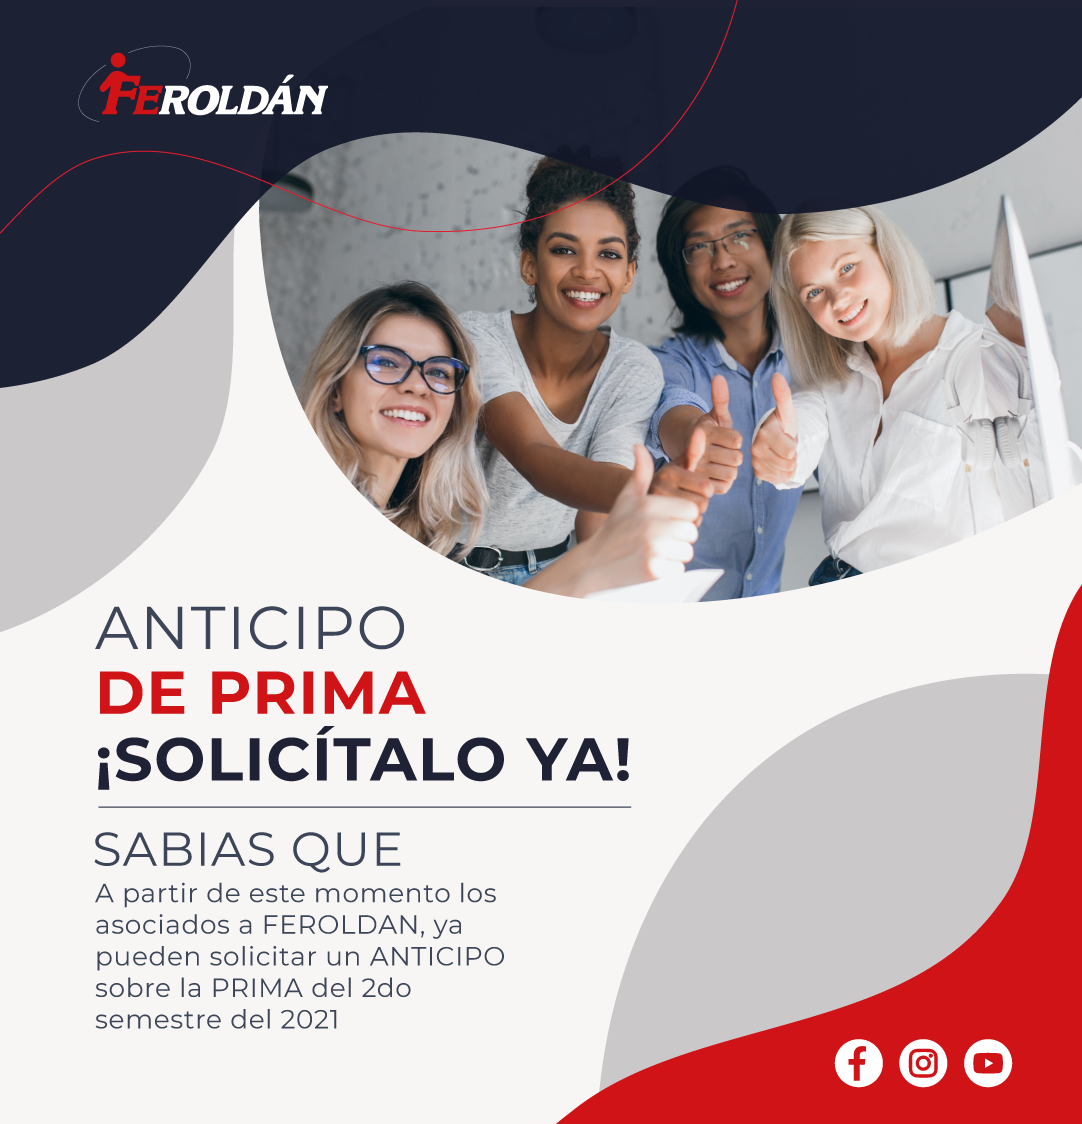 FEROLDÁN
ANTICIPO
DE PRIMA
¡SOLICÍTALO YA!
SABIAS QUE
A partir de este momento los
asociados a FEROLDAN, ya
pueden solicitar un ANTICIPO
sobre la PRIMA del 2do
semestre del 2021